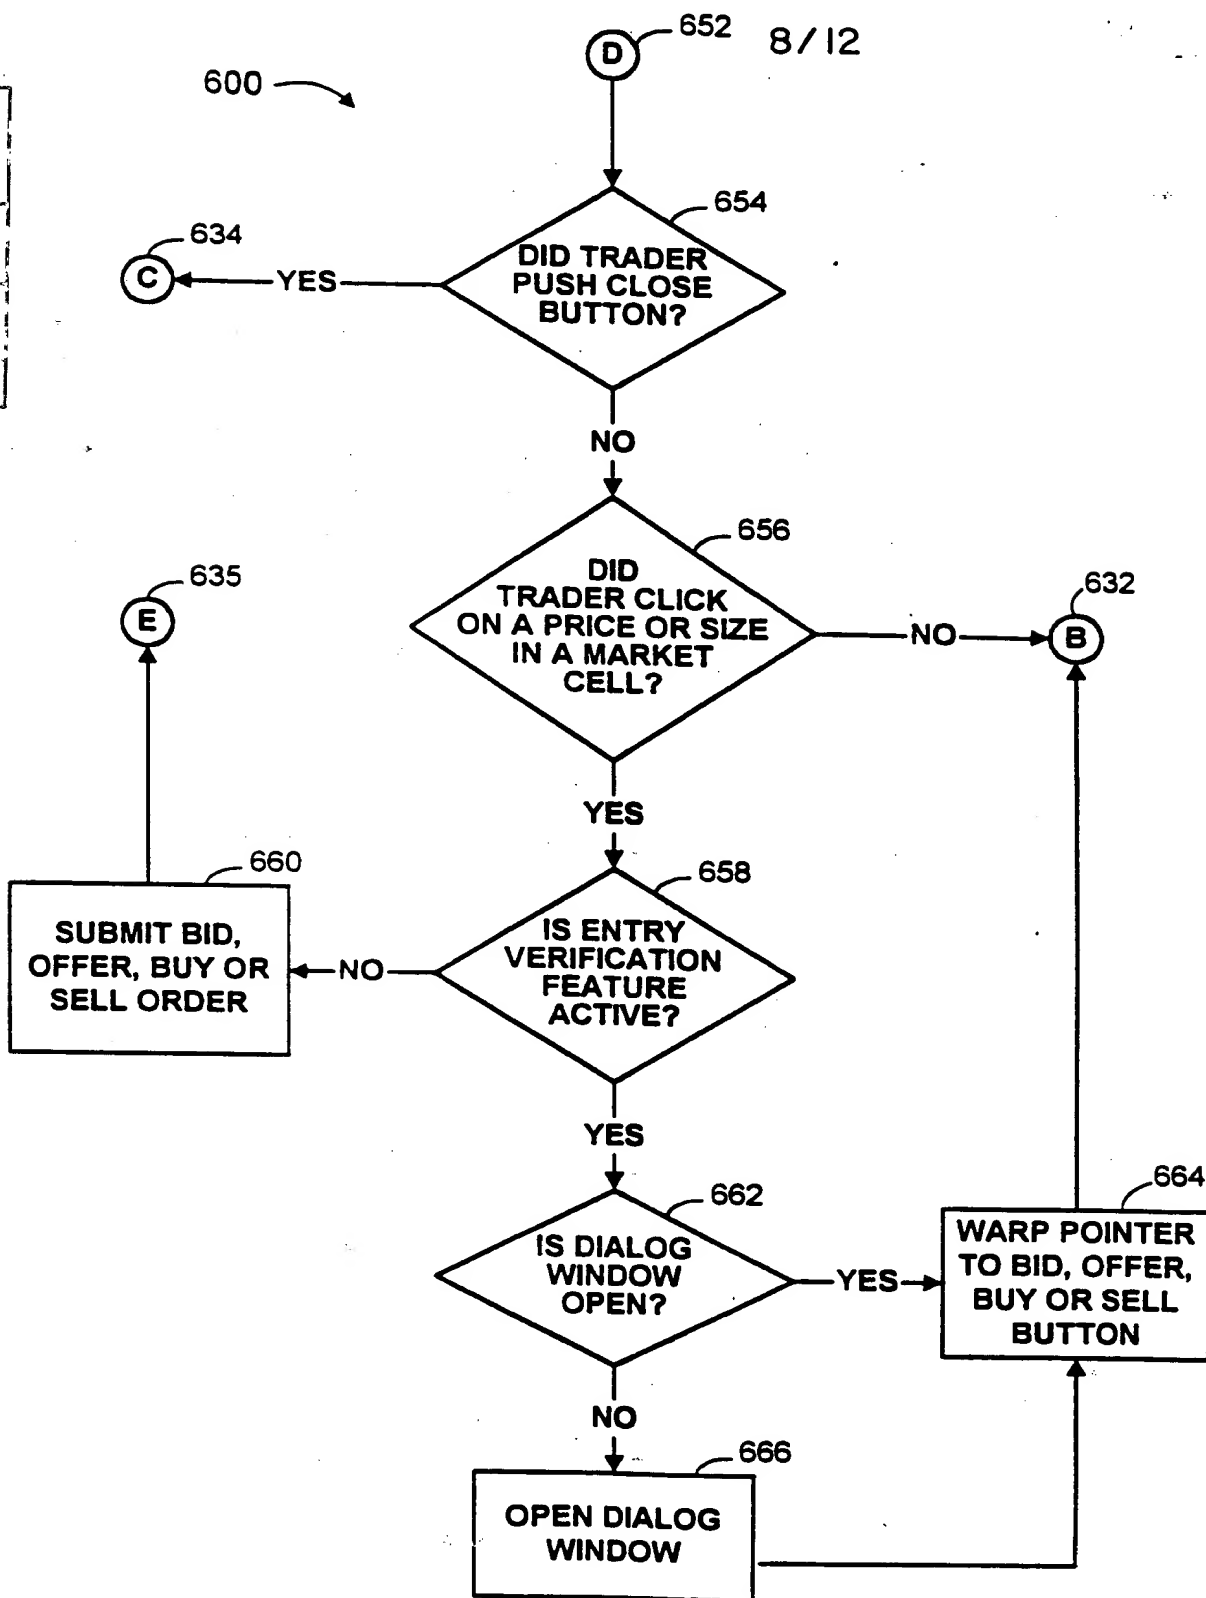 652
8/12
D
600
654
DID TRADER
PUSH CLOSE
BUTTON?
634
C
YES
NO
656
DID
TRADER CLICK
ON A PRICE OR SIZE
IN A MARKET
CELL?
635
E
632
B
NO
YES
660
SUBMIT BID,
OFFER, BUY OR
SELL ORDER
658
IS ENTRY
VERIFICATION
FEATURE
ACTIVE?
NO
YES
662
IS DIALOG
WINDOW
OPEN?
YES
664
WARP POINTER
TO BID, OFFER,
BUY OR SELL
BUTTON
NO
666
OPEN DIALOG
WINDOW